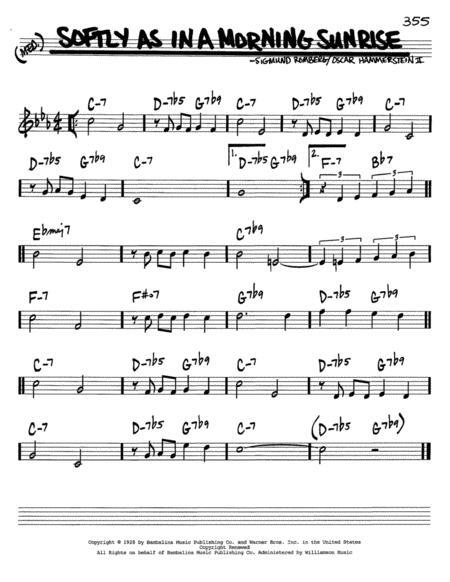 355
(MED.) SOFTLY AS IN A MORNING SUNRISE
–SIGMUND ROMBERG/OSCAR HAMMERSTEIN II
C-7 D-7b5 G7b9 C-7 D-7b5 G7b9 C-7
D-7b5 G7b9 C-7 1. D-7b5 G7b9 2. F-7 Bb7
3 3
Ebmaj7 C7b9
3 3
F-7 F#o7 G7b9
C-7 D-7b5 G7b9 C-7 D-7b5 G7b9
C-7 D-7b5 G7b9 C-7 (D-7b5 G7b9)
Copyright © 1928 by Bambalina Music Publishing Co. and Warner Bros. Inc. in the United States
Copyright Renewed
All Rights on behalf of Bambalina Music Publishing Co. Administered by Williamson Music